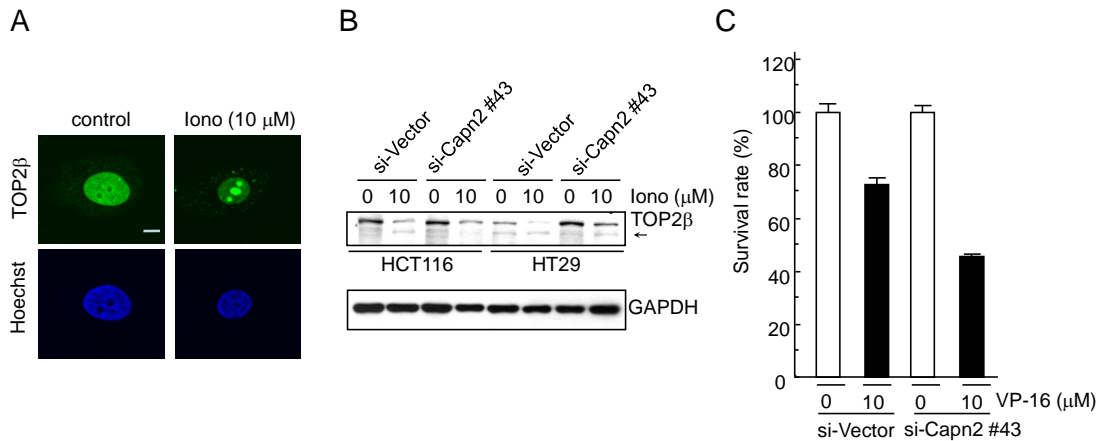 A
control
Iono (10 μM)
TOP2β
Hoechst
B
si-Vector
si-Capn2 #43
si-Vector
si-Capn2 #43
0 10 0 10 0 10 0 10 Iono (μM)
TOP2β
←
HCT116 HT29
GAPDH
C
Survival rate (%)
120
100
80
60
40
20
0
0 10 0 10 VP-16 (μM)
si-Vector si-Capn2 #43